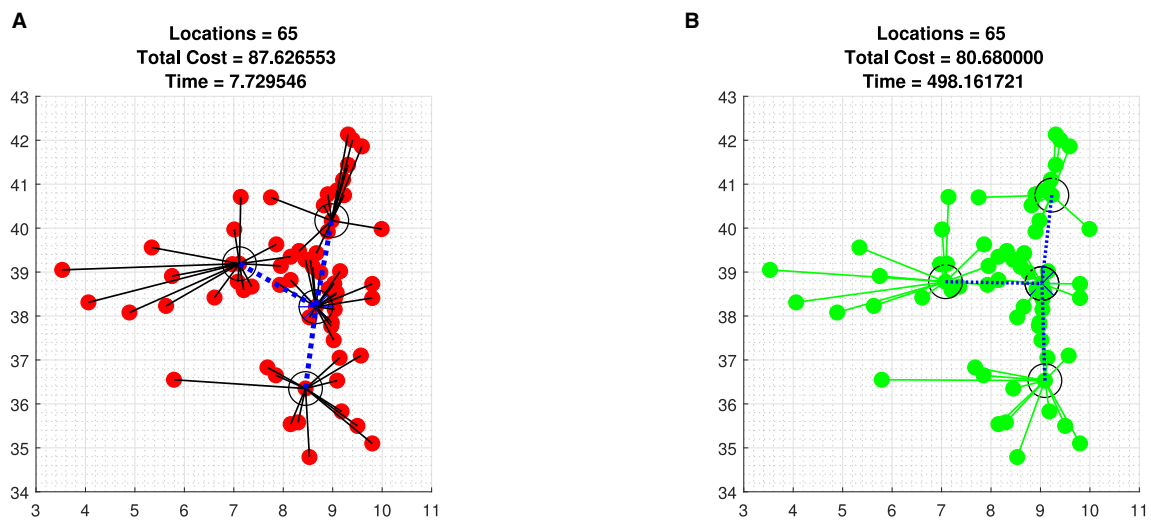 A
Locations = 65
Total Cost = 87.626553
Time = 7.729546
43
42
41
40
39
38
37
36
35
34
3 4 5 6 7 8 9 10 11
B
Locations = 65
Total Cost = 80.680000
Time = 498.161721
43
42
41
40
39
38
37
36
35
34
3 4 5 6 7 8 9 10 11